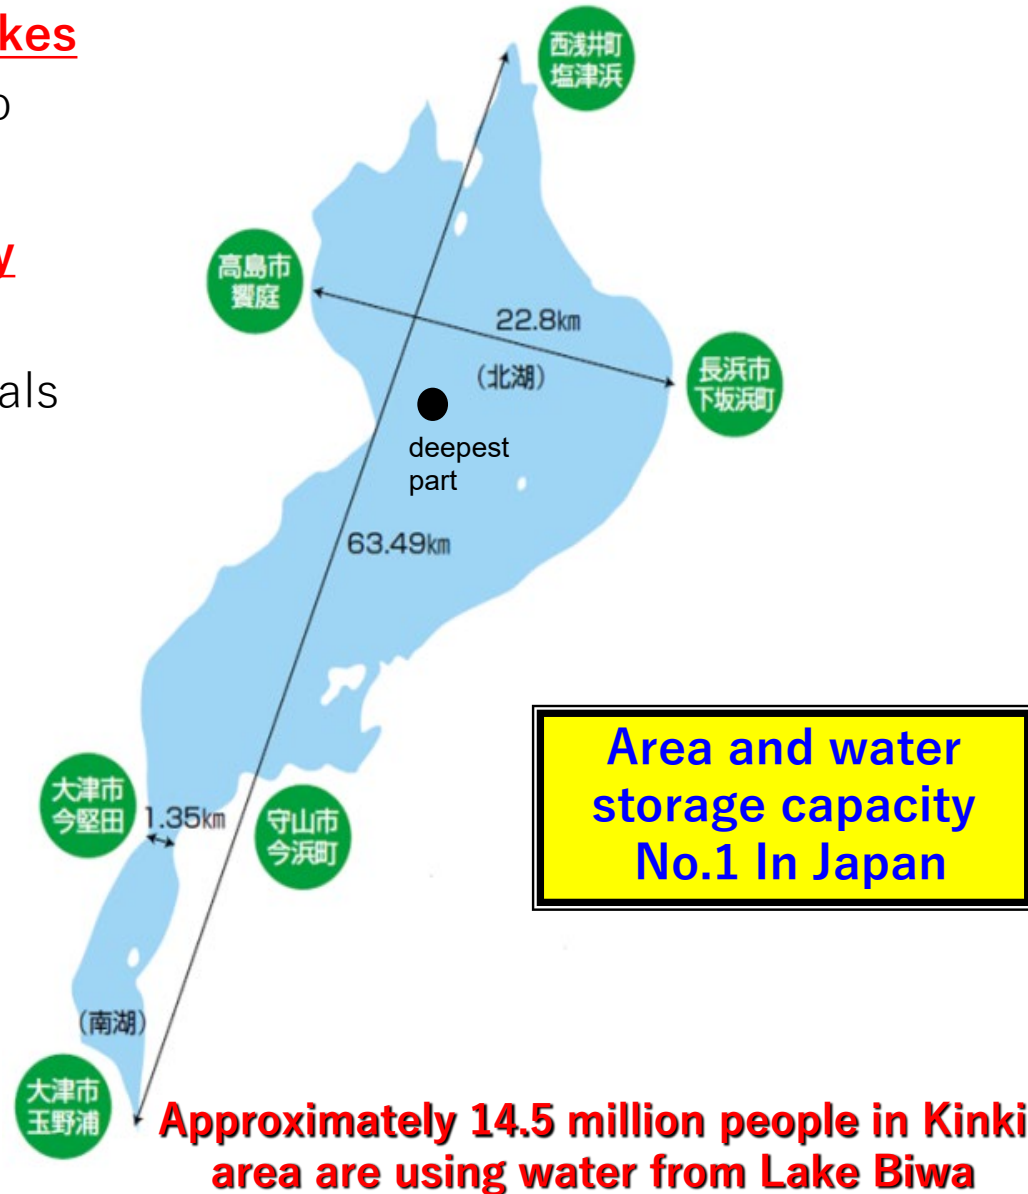 kes
西浅井町
塩津浜
o
y
高島市
饗庭
22.8km
(北湖)
長浜市
下坂浜町
als
deepest
part
63.49km
Area and water
storage capacity
No.1 In Japan
大津市
今堅田
1.35km
守山市
今浜町
(南湖)
大津市
玉野浦
Approximately 14.5 million people in Kinki
area are using water from Lake Biwa